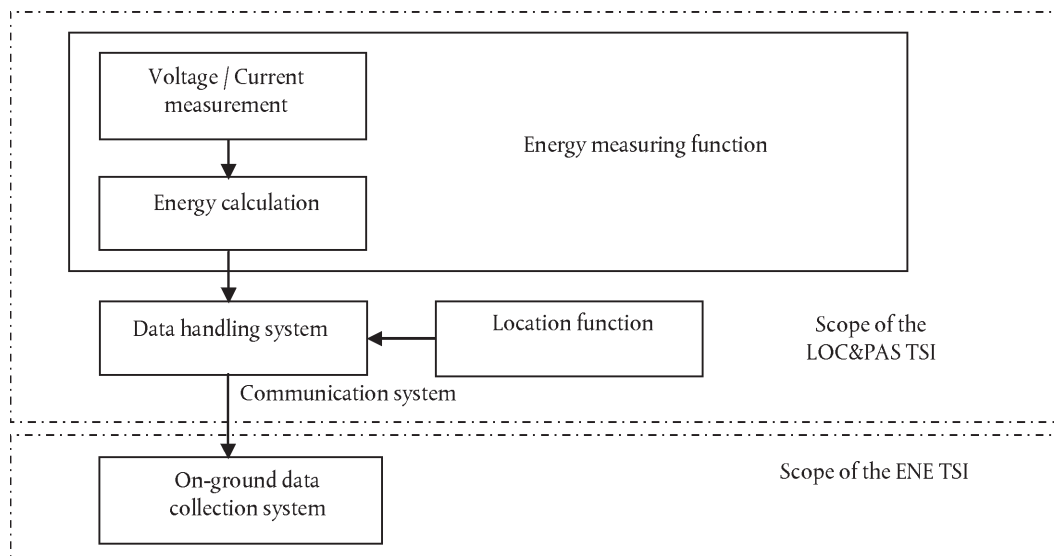 Voltage / Current
measurement
Energy measuring function
Energy calculation
Data handling system
Location function
Scope of the
LOC&PAS TSI
Communication system
On-ground data
collection system
Scope of the ENE TSI